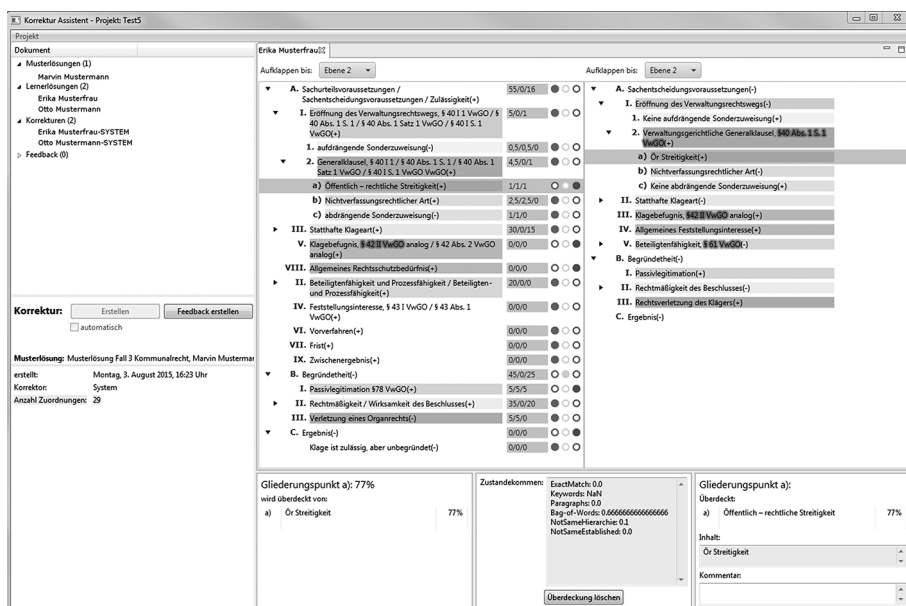 Korrektur Assistent - Projekt: Test5
Projekt
Dokument
Musterlösungen (1)
Marvin Mustermann
Lernerlösungen (2)
Erika Musterfrau
Otto Mustermann
Korrekturen (2)
Erika Musterfrau-SYSTEM
Otto Mustermann-SYSTEM
Feedback (0)
Korrektur: Erstellen Feedback erstellen
automatisch
Musterlösung: Musterlösung Fall 3 Kommunalrecht, Marvin Musterman
erstellt: Montag, 3. August 2015, 16:23 Uhr
Korrektor: System
Anzahl Zuordnungen: 29
Erika Musterfrau
Aufklappen bis: Ebene 2
A. Sachurteilsvoraussetzungen / 55/0/16
Sachentscheidungsvoraussetzungen / Zulässigkeit(+)
I. Eröffnung des Verwaltungsrechtswegs, § 40 I 1 VwGO / § 5/0/1
40 Abs. 1 S. 1 / § 40 Abs. 1 Satz 1 VwGO / § 40 I S. 1
VwGO(+)
1. aufdrängende Sonderzuweisung(-) 0,5/0,5/0
2. Generalklausel, § 40 I 1 / § 40 Abs. 1 S. 1 / § 40 Abs. 1 4,5/0/1
Satz 1 VwGO / § 40 I S. 1 VwGO VwGO(+)
a) Öffentlich – rechtliche Streitigkeit(+) 1/1/1
b) Nichtverfassungsrechtlicher Art(+) 2,5/2,5/0
c) abdrängende Sonderzuweisung(-) 1/1/0
III. Statthafte Klageart(+) 30/0/15
V. Klagebefugnis, § 42 II VwGO analog / § 42 Abs. 2 VwGO 0/0/0
analog(+)
VIII. Allgemeines Rechtsschutzbedürfnis(+) 0/0/0
II. Beteiligtenfähigkeit und Prozessfähigkeit / Beteiligten- 20/0/0
und Prozessfähigkeit(+)
IV. Feststellungsinteresse, § 43 I VwGO / § 43 Abs. 1 0/0/0
VwGO(+)
VI. Vorverfahren(+) 0/0/0
VII. Frist(+) 0/0/0
IX. Zwischenergebnis(+) 0/0/0
B. Begründetheit(-) 45/0/25
I. Passivlegitimation §78 VwGO(+) 5/5/5
II. Rechtmäßigkeit / Wirksamkeit des Beschlusses(+) 35/0/20
III. Verletzung eines Organrechts(-) 5/5/0
C. Ergebnis(-) 0/0/0
Klage ist zulässig, aber unbegründet(-) 0/0/0
Aufklappen bis: Ebene 2
A. Sachentscheidungsvoraussetzungen(-)
I. Eröffnung des Verwaltungsrechtswegs(-)
1. Keine aufdrängende Sonderzuweisung(+)
2. Verwaltungsgerichtliche Generalklausel, §40 Abs. 1 S. 1
VwGO(+)
a) Ör Streitigkeit(+)
b) Nichtverfassungsrechtlicher Art(-)
c) Keine abdrängende Sonderzuweisung(+)
II. Statthafte Klageart(-)
III. Klagebefugnis, §42 II VwGO analog(+)
IV. Allgemeines Feststellungsinteresse(+)
V. Beteiligtenfähigkeit, § 61 VwGO(-)
B. Begründetheit(-)
I. Passivlegitimation(+)
II. Rechtmäßigkeit des Beschlusses(-)
III. Rechtsverletzung des Klägers(+)
C. Ergebnis(-)
Gliederungspunkt a): 77%
wird überdeckt von:
a) Ör Streitigkeit 77%
Zustandekommen:
ExactMatch: 0.0
Keywords: NaN
Paragraphs: 0.0
Bag-of-Words: 0.6666666666666666
NotSameHierarchie: 0.1
NotSameEstablished: 0.0
Überdeckung löschen
Gliederungspunkt a):
Überdeckt:
a) Öffentlich – rechtliche Streitigkeit 77%
Inhalt:
Ör Streitigkeit
Kommentar: